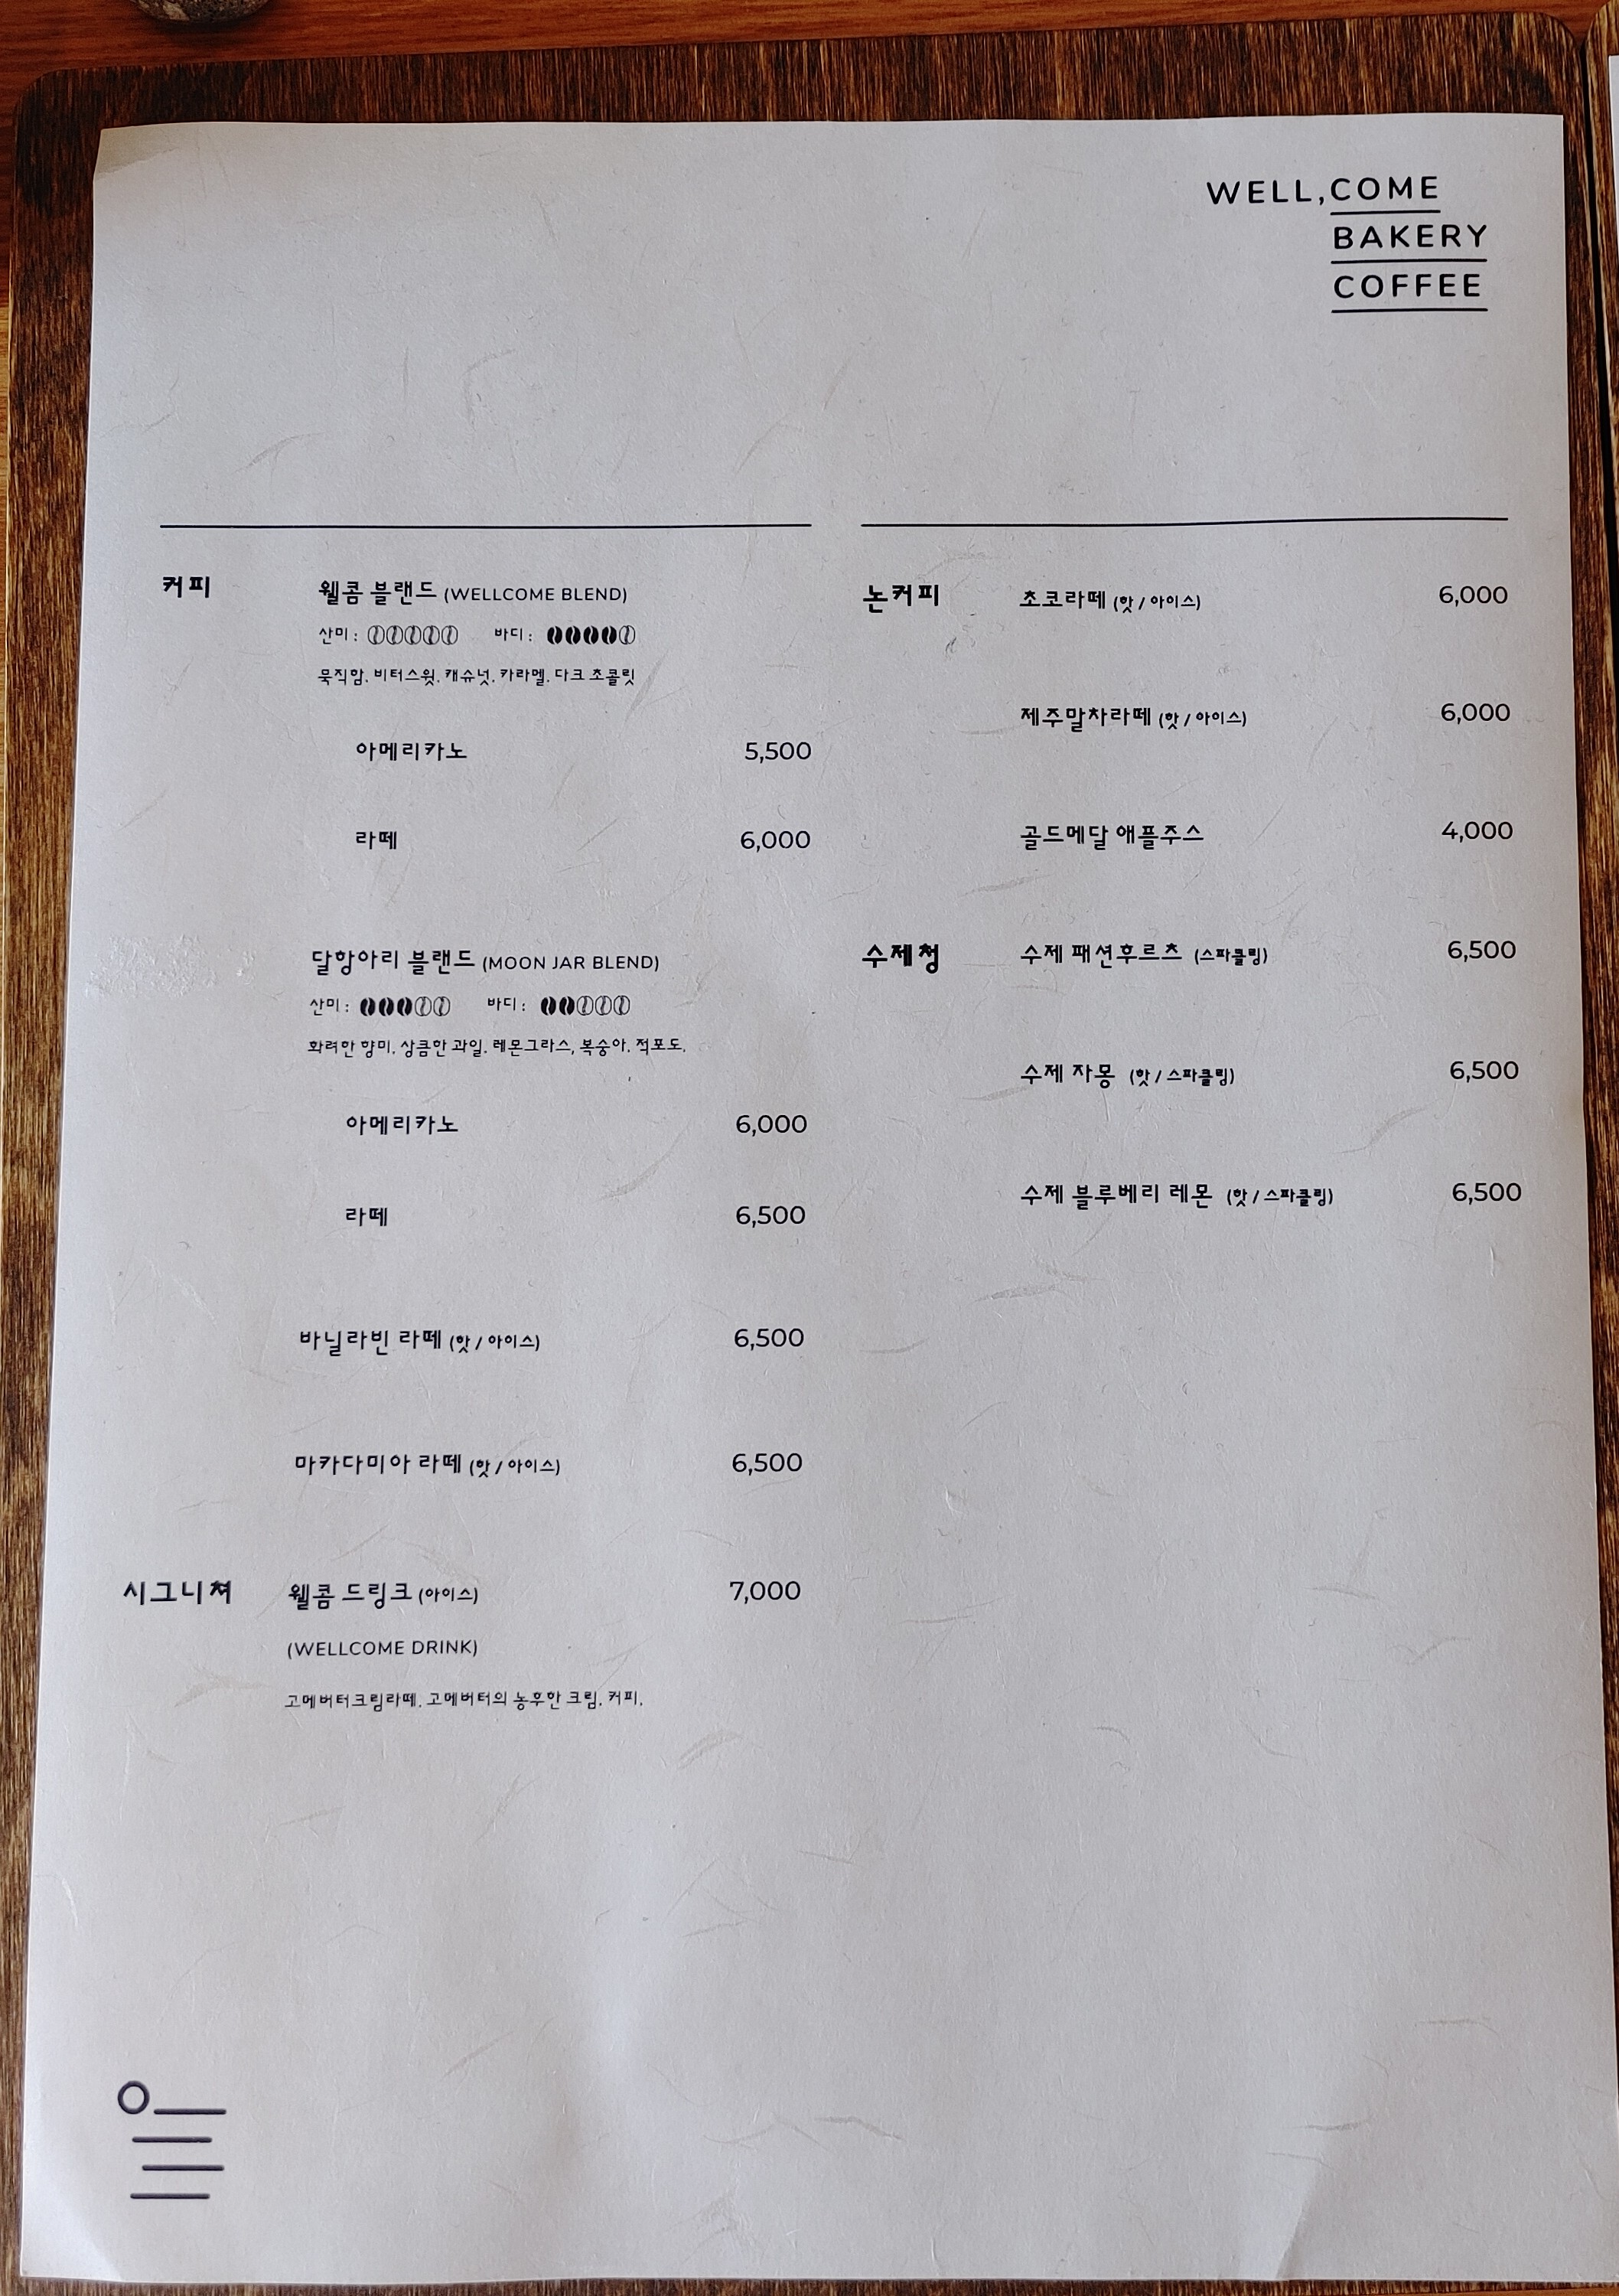 WELL,COME
BAKERY
COFFEE
커피
웰콤 블랜드 (WELLCOME BLEND)
산미 : 바디 :
묵직함, 비터스윗, 캐슈넛, 카라멜, 다크 초콜릿
아메리카노 5,500
라떼 6,000
달항아리 블랜드 (MOON JAR BLEND)
산미 : 바디 :
화려한 향미, 상큼한 과일, 레몬그라스, 복숭아, 적포도,
아메리카노 6,000
라떼 6,500
바닐라빈 라떼 (핫 / 아이스) 6,500
마카다미아 라떼 (핫 / 아이스) 6,500
시그니쳐 웰콤 드링크 (아이스) 7,000
(WELLCOME DRINK)
고메버터크림라떼, 고메버터의 농후한 크림, 커피,
논커피 초코라떼 (핫 / 아이스) 6,000
제주말차라떼 (핫 / 아이스) 6,000
골드메달 애플주스 4,000
수제청 수제 패션후르츠 (스파클링) 6,500
수제 자몽 (핫 / 스파클링) 6,500
수제 블루베리 레몬 (핫 / 스파클링) 6,500